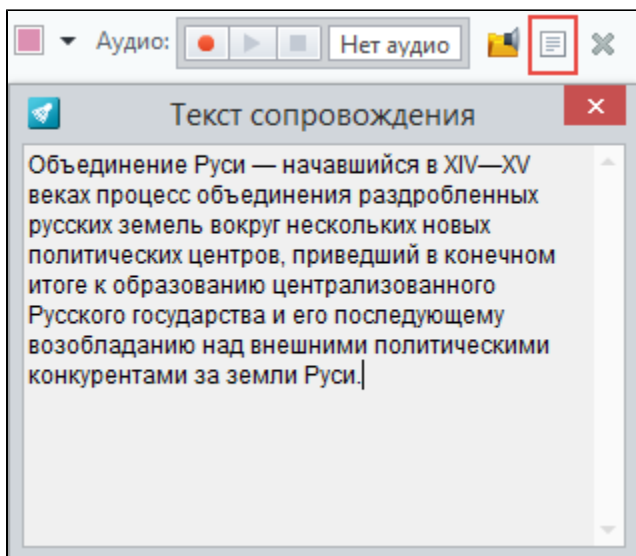 Аудио: Нет аудио
Текст сопровождения
Объединение Руси — начавшийся в XIV—XV
веках процесс объединения раздробленных
русских земель вокруг нескольких новых
политических центров, приведший в конечном
итоге к образованию централизованного
Русского государства и его последующему
возобладанию над внешними политическими
конкурентами за земли Руси.